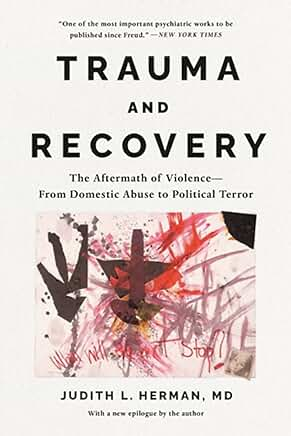 "One of the most important psychiatric works to be
published since Freud." —NEW YORK TIMES
TRAUMA
AND
RECOVERY
The Aftermath of Violence—
From Domestic Abuse to Political Terror
When Will It Stop?
JUDITH L. HERMAN, MD
With a new epilogue by the author